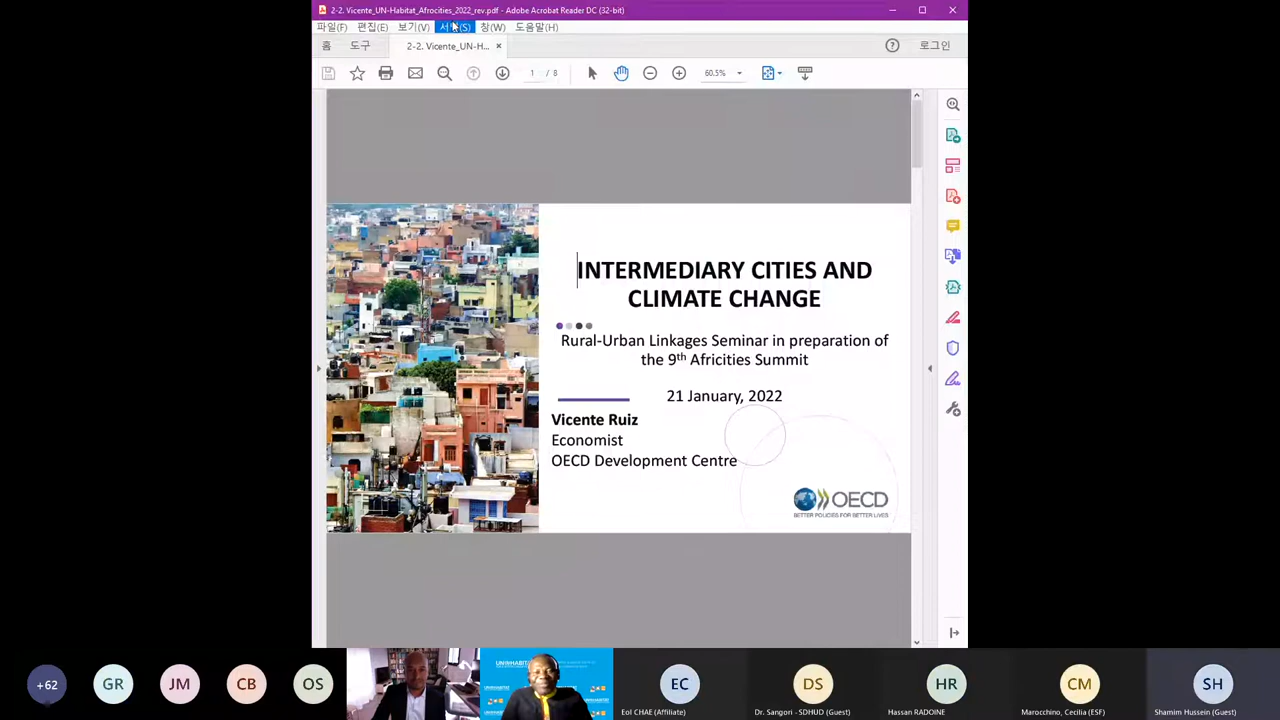 2-2. Vicente_UN-Habitat_Afrocities_2022_rev.pdf - Adobe Acrobat Reader DC (32-bit)
파일(F) 편집(E) 보기(V) 서명(S) 창(W) 도움말(H)
홈 도구 2-2. Vicente_UN-H... 로그인
1 / 8 60.5%
INTERMEDIARY CITIES AND
CLIMATE CHANGE
Rural-Urban Linkages Seminar in preparation of
the 9th Africities Summit
21 January, 2022
Vicente Ruiz
Economist
OECD Development Centre
OECD
BETTER POLICIES FOR BETTER LIVES
+62 GR JM CB OS EC DS HR CM SH
Eol CHAE (Affiliate) Dr. Sangori - SDHUD (Guest) Hassan RADOINE Marocchino, Cecilia (ESF) Shamim Hussein (Guest)